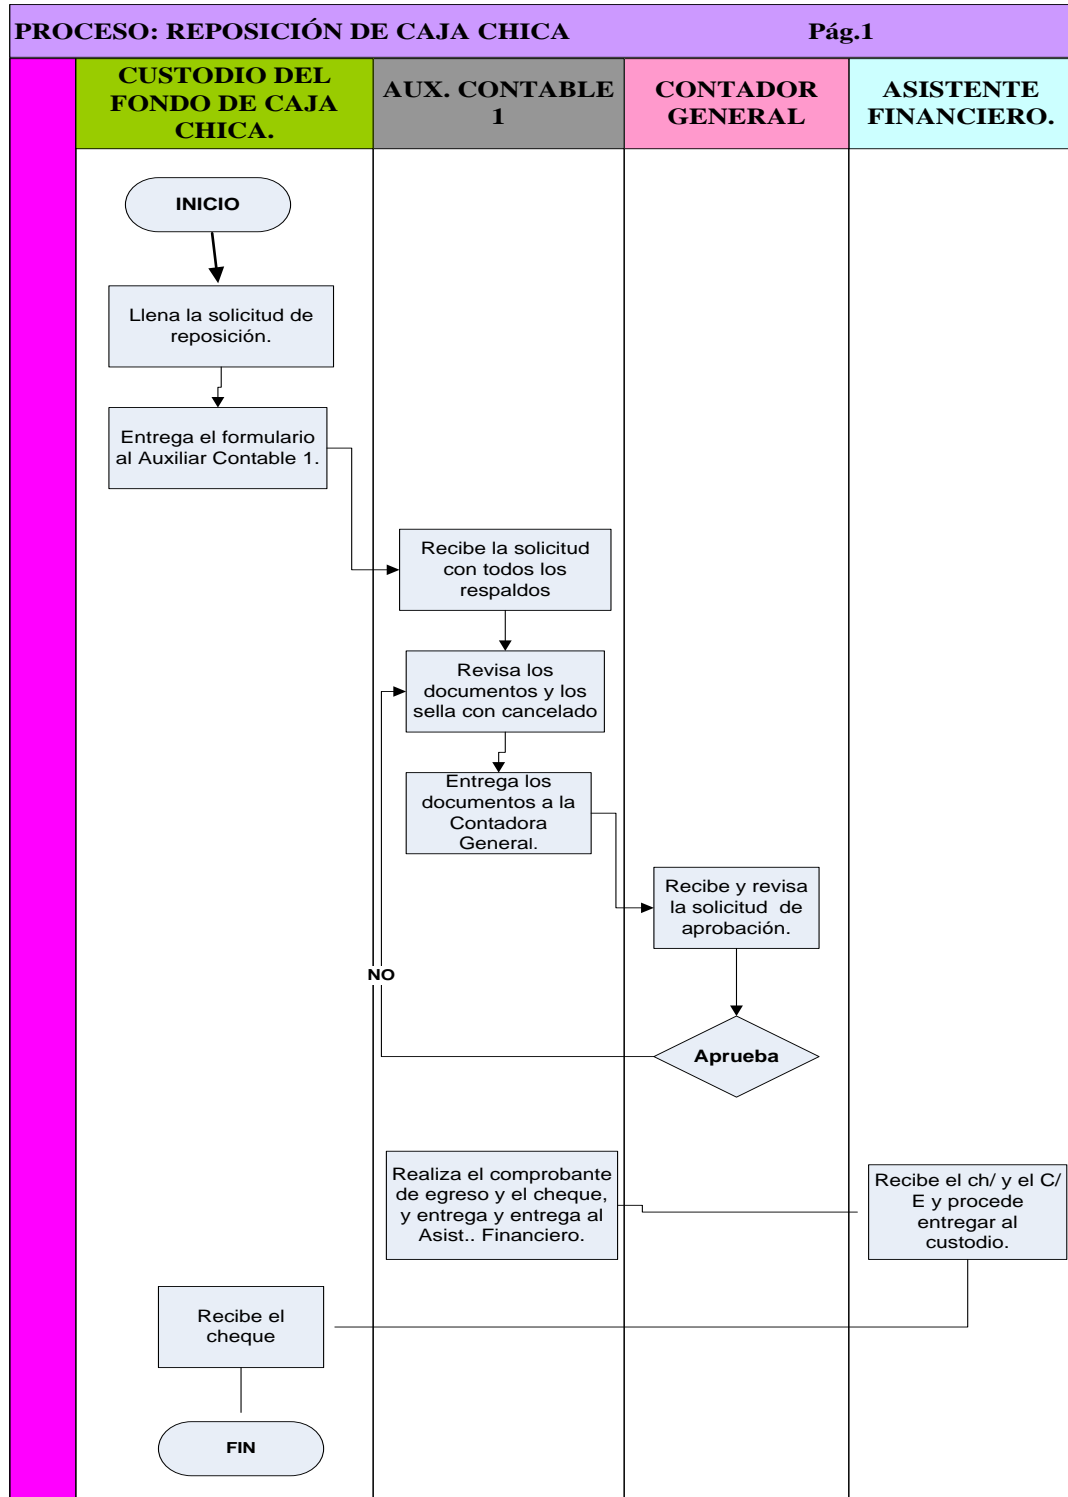 PROCESO: REPOSICIÓN DE CAJA CHICA Pág.1
CUSTODIO DEL
FONDO DE CAJA
CHICA.
AUX. CONTABLE
1
CONTADOR
GENERAL
ASISTENTE
FINANCIERO.
INICIO
Llena la solicitud de
reposición.
Entrega el formulario
al Auxiliar Contable 1.
Recibe la solicitud
con todos los
respaldos
Revisa los
documentos y los
sella con cancelado
Entrega los
documentos a la
Contadora
General.
Recibe y revisa
la solicitud de
aprobación.
NO
Aprueba
Realiza el comprobante
de egreso y el cheque,
y entrega y entrega al
Asist.. Financiero.
Recibe el ch/ y el C/
E y procede
entregar al
custodio.
Recibe el
cheque
FIN